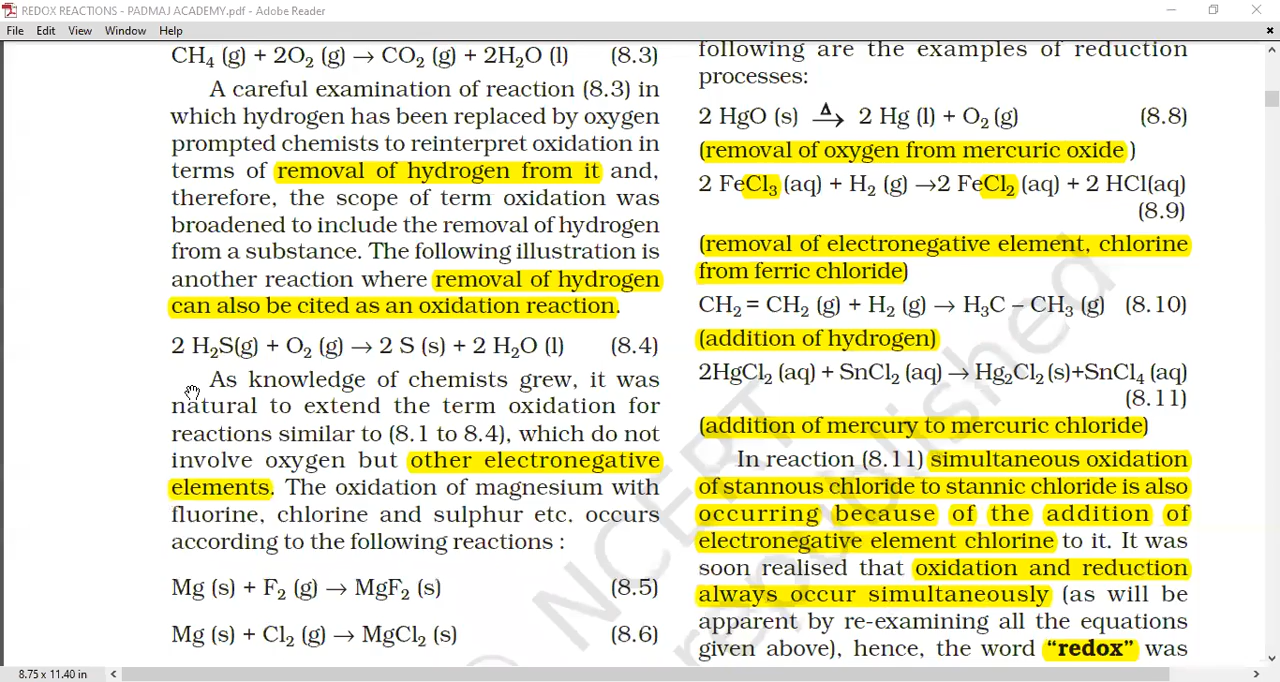 REDOX REACTIONS - PADMAJ ACADEMY.pdf - Adobe Reader
File Edit View Window Help
CH₄ (g) + 2O₂ (g) → CO₂ (g) + 2H₂O (l) (8.3)
A careful examination of reaction (8.3) in
which hydrogen has been replaced by oxygen
prompted chemists to reinterpret oxidation in
terms of removal of hydrogen from it and,
therefore, the scope of term oxidation was
broadened to include the removal of hydrogen
from a substance. The following illustration is
another reaction where removal of hydrogen
can also be cited as an oxidation reaction.
2 H₂S(g) + O₂ (g) → 2 S (s) + 2 H₂O (l) (8.4)
As knowledge of chemists grew, it was
natural to extend the term oxidation for
reactions similar to (8.1 to 8.4), which do not
involve oxygen but other electronegative
elements. The oxidation of magnesium with
fluorine, chlorine and sulphur etc. occurs
according to the following reactions :
Mg (s) + F₂ (g) → MgF₂ (s) (8.5)
Mg (s) + Cl₂ (g) → MgCl₂ (s) (8.6)
following are the examples of reduction
processes:
2 HgO (s) Δ→ 2 Hg (l) + O₂ (g) (8.8)
(removal of oxygen from mercuric oxide )
2 FeCl₃ (aq) + H₂ (g) →2 FeCl₂ (aq) + 2 HCl(aq)
(8.9)
(removal of electronegative element, chlorine
from ferric chloride)
CH₂ = CH₂ (g) + H₂ (g) → H₃C – CH₃ (g) (8.10)
(addition of hydrogen)
2HgCl₂ (aq) + SnCl₂ (aq) → Hg₂Cl₂ (s)+SnCl₄ (aq)
(8.11)
(addition of mercury to mercuric chloride)
In reaction (8.11) simultaneous oxidation
of stannous chloride to stannic chloride is also
occurring because of the addition of
electronegative element chlorine to it. It was
soon realised that oxidation and reduction
always occur simultaneously (as will be
apparent by re-examining all the equations
given above), hence, the word “redox” was
© NCERT
republished
8.75 x 11.40 in